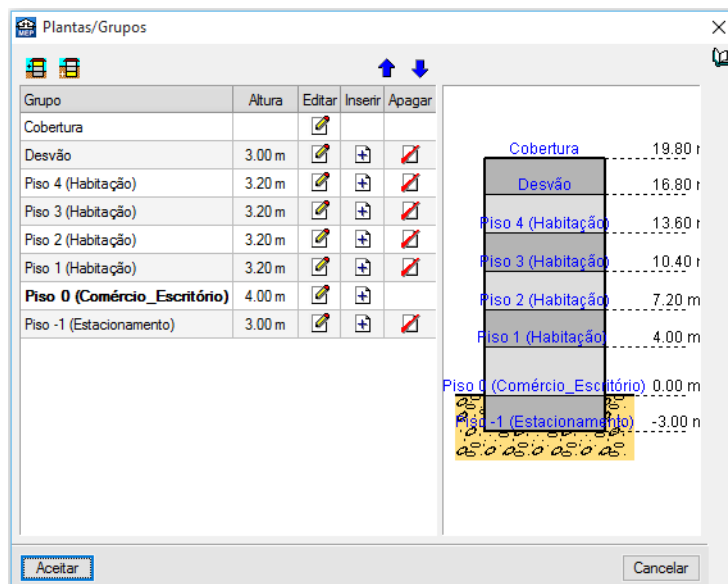 MEP
Plantas/Grupos
Grupo Altura Editar Inserir Apagar
Cobertura
Desvão 3.00 m
Piso 4 (Habitação) 3.20 m
Piso 3 (Habitação) 3.20 m
Piso 2 (Habitação) 3.20 m
Piso 1 (Habitação) 3.20 m
Piso 0 (Comércio_Escritório) 4.00 m
Piso -1 (Estacionamento) 3.00 m
Cobertura 19.80 r
Desvão 16.80 r
Piso 4 (Habitação) 13.60 r
Piso 3 (Habitação) 10.40 r
Piso 2 (Habitação) 7.20 m
Piso 1 (Habitação) 4.00 m
Piso 0 (Comércio_Escritório) 0.00 m
Piso -1 (Estacionamento) -3.00 n
Aceitar Cancelar